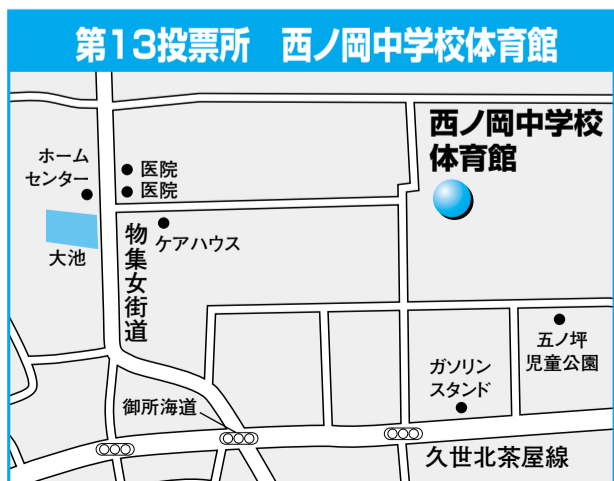 第13投票所　西ノ岡中学校体育館
西ノ岡中学校
体育館
ホーム
センター
医院
医院
大池
物集女街道
ケアハウス
五ノ坪
児童公園
ガソリン
スタンド
御所海道
久世北茶屋線